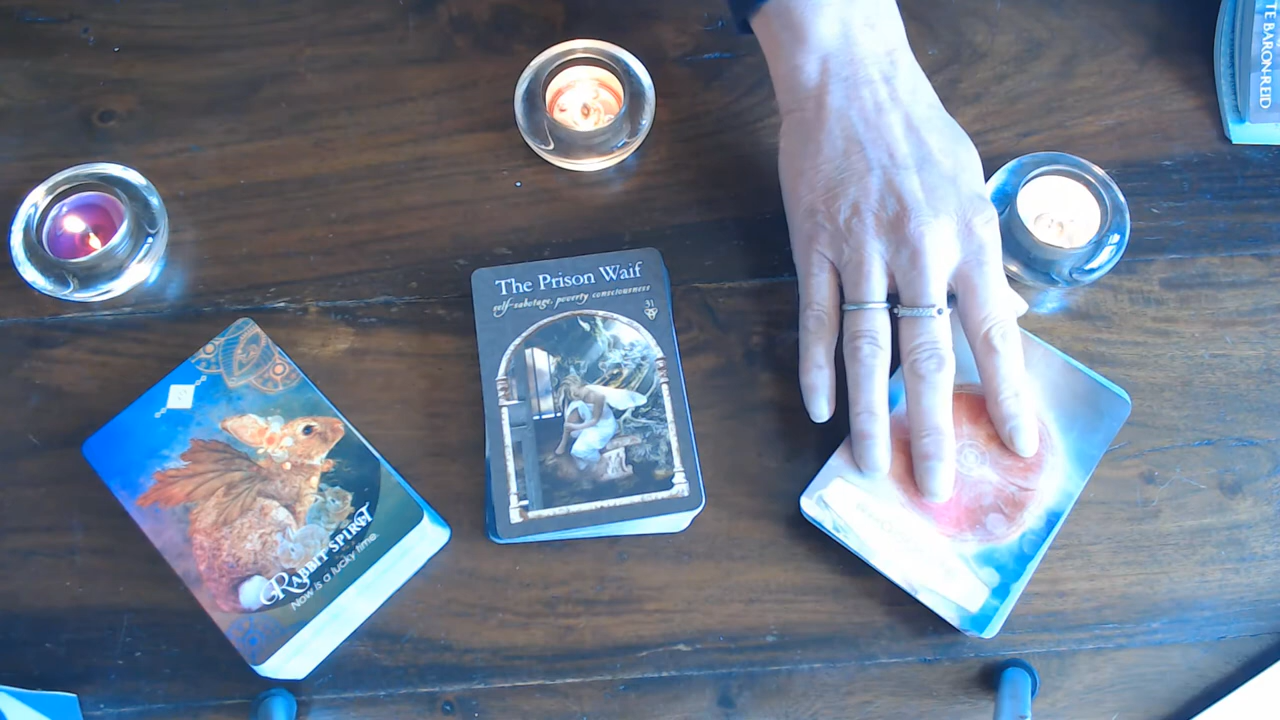 The Prison Waif
self-sabotage, poverty consciousness
31
RABBIT SPIRIT
Now is a lucky time.
TE BARON-REID